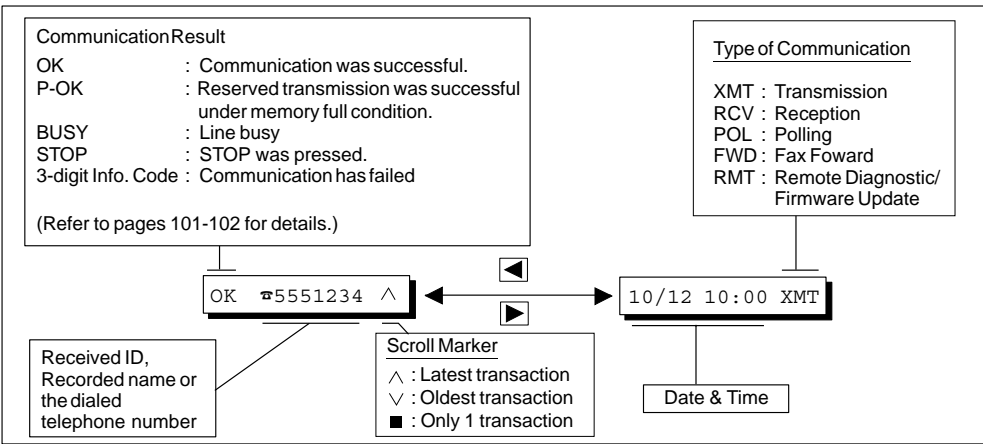 Communication Result
OK : Communication was successful.
P-OK : Reserved transmission was successful
under memory full condition.
BUSY : Line busy
STOP : STOP was pressed.
3-digit Info. Code : Communication has failed
(Refer to pages 101-102 for details.)
Type of Communication
XMT : Transmission
RCV : Reception
POL : Polling
FWD : Fax Foward
RMT : Remote Diagnostic/
Firmware Update
OK ☎5551234 ∧
10/12 10:00 XMT
Received ID,
Recorded name or
the dialed
telephone number
Scroll Marker
∧ : Latest transaction
∨ : Oldest transaction
■ : Only 1 transaction
Date & Time